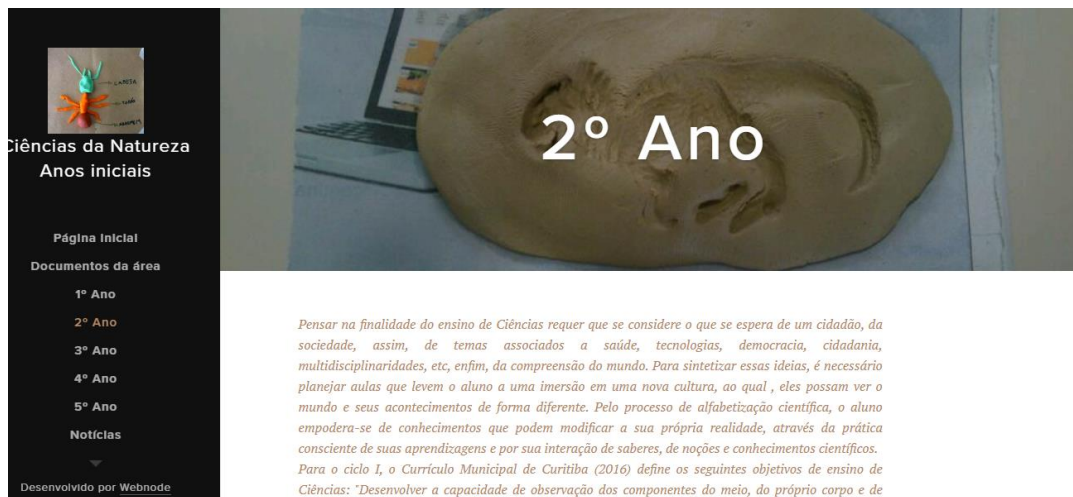 Ciências da Natureza
Anos iniciais
Página Inicial
Documentos da área
1º Ano
2º Ano
3º Ano
4º Ano
5º Ano
Notícias
Desenvolvido por Webnode
2º Ano
Pensar na finalidade do ensino de Ciências requer que se considere o que se espera de um cidadão, da
sociedade, assim, de temas associados a saúde, tecnologias, democracia, cidadania,
multidisciplinaridades, etc, enfim, da compreensão do mundo. Para sintetizar essas ideias, é necessário
planejar aulas que levem o aluno a uma imersão em uma nova cultura, ao qual , eles possam ver o
mundo e seus acontecimentos de forma diferente. Pelo processo de alfabetização científica, o aluno
empodera-se de conhecimentos que podem modificar a sua própria realidade, através da prática
consciente de suas aprendizagens e por sua interação de saberes, de noções e conhecimentos científicos.
Para o ciclo I, o Currículo Municipal de Curitiba (2016) define os seguintes objetivos de ensino de
Ciências: "Desenvolver a capacidade de observação dos componentes do meio, do próprio corpo e de